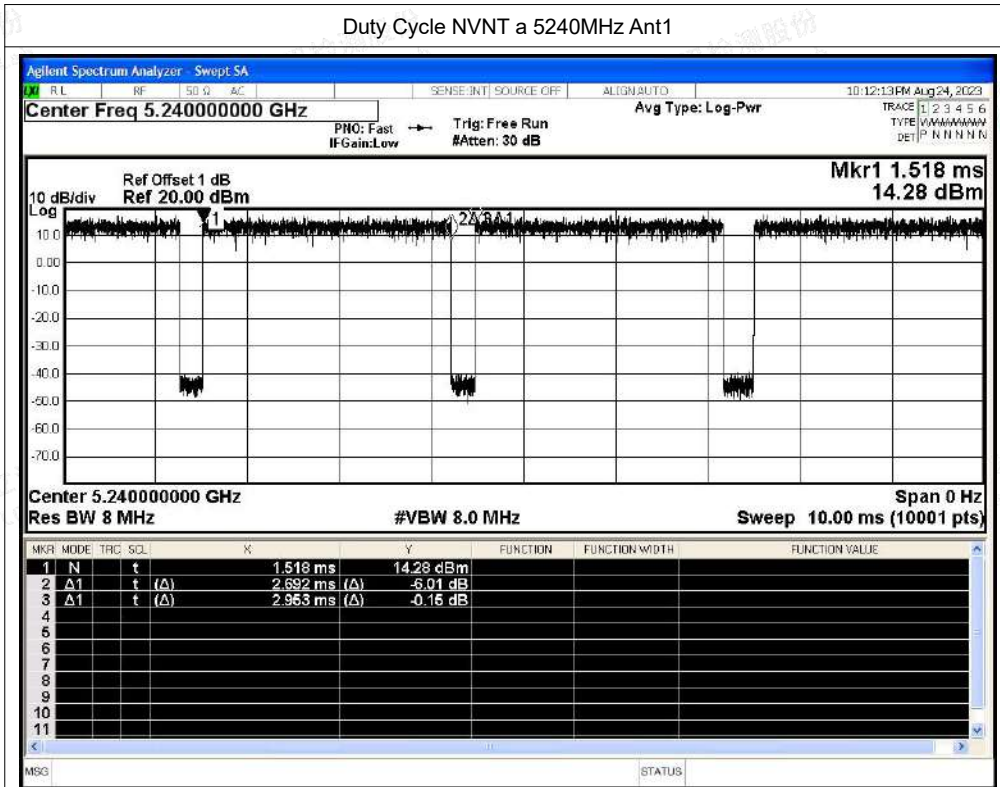 Duty Cycle NVNT a 5240MHz Ant1
Agilent Spectrum Analyzer - Swept SA
RL RF 50 Ω AC SENSE:INT SOURCE OFF ALIGN AUTO 10:12:13 PM Aug 24, 2023
Center Freq 5.240000000 GHz Avg Type: Log-Pwr TRACE 1 2 3 4 5 6
PNO: Fast Trig: Free Run TYPE
IFGain:Low #Atten: 30 dB DET P N N N N N
Mkr1 1.518 ms
14.28 dBm
Ref Offset 1 dB
10 dB/div Ref 20.00 dBm
Log
1 2Δ 3Δ1
10.0
0.00
-10.0
-20.0
-30.0
-40.0
-50.0
-60.0
-70.0
Center 5.240000000 GHz Span 0 Hz
Res BW 8 MHz #VBW 8.0 MHz Sweep 10.00 ms (10001 pts)
MKR MODE TRC SCL X Y FUNCTION FUNCTION WIDTH FUNCTION VALUE
1 N t 1.518 ms 14.28 dBm
2 Δ1 t (Δ) 2.692 ms (Δ) -6.01 dB
3 Δ1 t (Δ) 2.953 ms (Δ) -0.15 dB
4
5
6
7
8
9
10
11
MSG STATUS